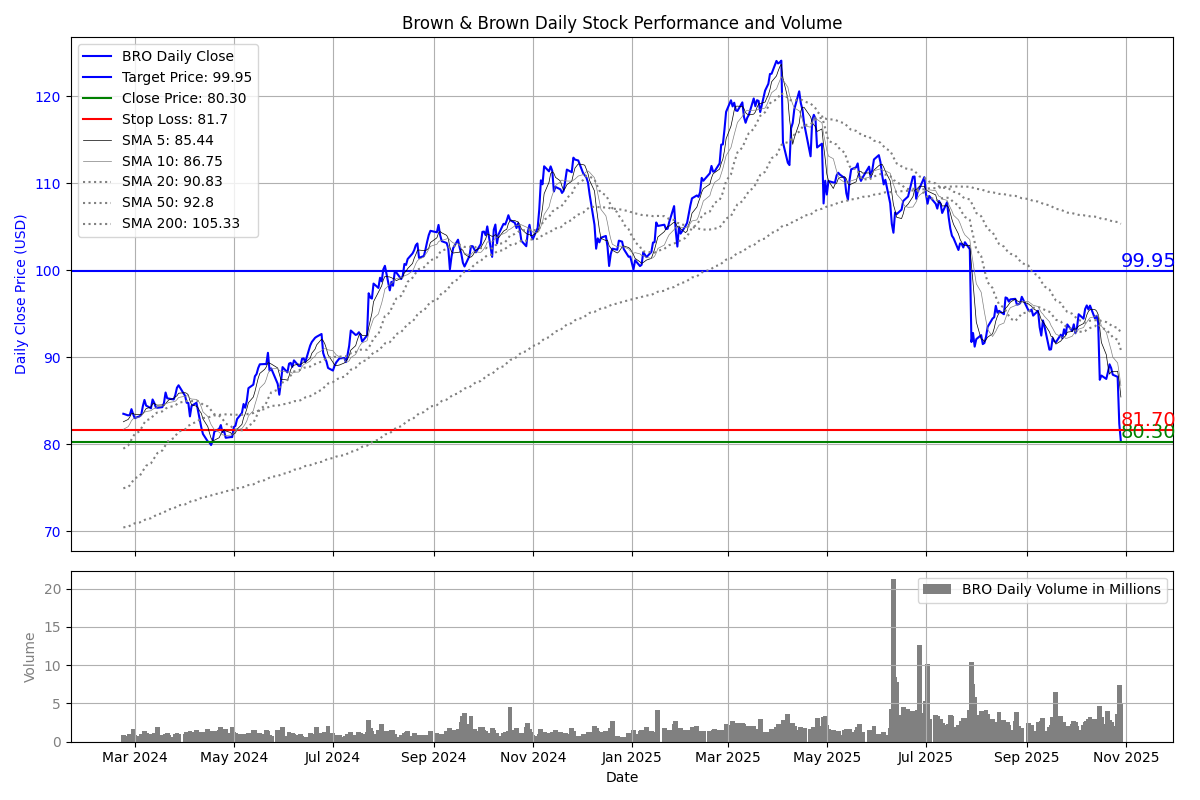 Brown & Brown Daily Stock Performance and Volume
BRO Daily Close
Target Price: 99.95
Close Price: 80.30
Stop Loss: 81.7
SMA 5: 85.44
SMA 10: 86.75
SMA 20: 90.83
SMA 50: 92.8
SMA 200: 105.33
Daily Close Price (USD)
120
110
100
90
80
70
99.95
81.70
80.30
BRO Daily Volume in Millions
Volume
20
15
10
5
0
Mar 2024 May 2024 Jul 2024 Sep 2024 Nov 2024 Jan 2025 Mar 2025 May 2025 Jul 2025 Sep 2025 Nov 2025
Date